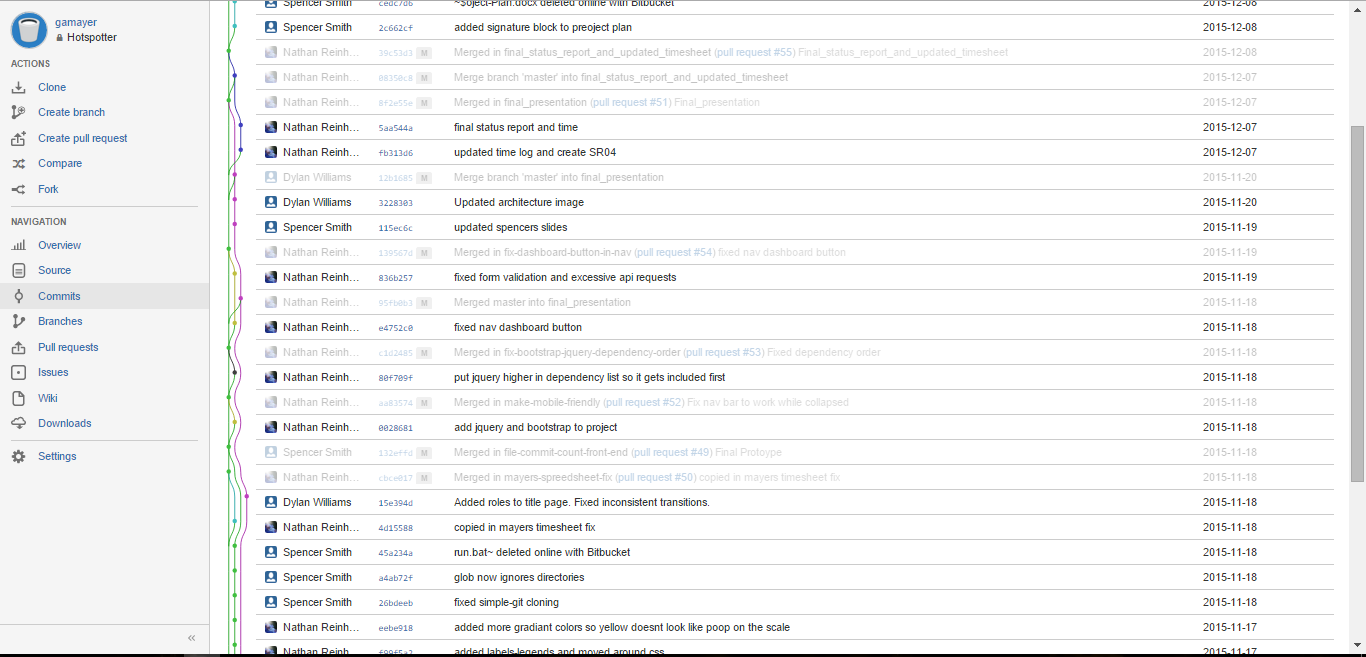 gamayer
Hotspotter
ACTIONS
Clone
Create branch
Create pull request
Compare
Fork
NAVIGATION
Overview
Source
Commits
Branches
Pull requests
Issues
Wiki
Downloads
Settings
«
Spencer Smith cedc7d6 ~$oject-Plan.docx deleted online with Bitbucket 2015-12-08
Spencer Smith 2c662cf added signature block to preoject plan 2015-12-08
Nathan Reinh... 39c53d3 M Merged in final_status_report_and_updated_timesheet (pull request #55) Final_status_report_and_updated_timesheet 2015-12-08
Nathan Reinh... 08350c8 M Merge branch 'master' into final_status_report_and_updated_timesheet 2015-12-07
Nathan Reinh... 8f2e55e M Merged in final_presentation (pull request #51) Final_presentation 2015-12-07
Nathan Reinh... 5aa544a final status report and time 2015-12-07
Nathan Reinh... fb313d6 updated time log and create SR04 2015-12-07
Dylan Williams 12b1685 M Merge branch 'master' into final_presentation 2015-11-20
Dylan Williams 3228303 Updated architecture image 2015-11-20
Spencer Smith 115ec6c updated spencers slides 2015-11-19
Nathan Reinh... 139567d M Merged in fix-dashboard-button-in-nav (pull request #54) fixed nav dashboard button 2015-11-19
Nathan Reinh... 836b257 fixed form validation and excessive api requests 2015-11-19
Nathan Reinh... 95fb0b3 M Merged master into final_presentation 2015-11-18
Nathan Reinh... e4752c0 fixed nav dashboard button 2015-11-18
Nathan Reinh... c1d2485 M Merged in fix-bootstrap-jquery-dependency-order (pull request #53) Fixed dependency order 2015-11-18
Nathan Reinh... 80f709f put jquery higher in dependency list so it gets included first 2015-11-18
Nathan Reinh... aa83574 M Merged in make-mobile-friendly (pull request #52) Fix nav bar to work while collapsed 2015-11-18
Nathan Reinh... 0028681 add jquery and bootstrap to project 2015-11-18
Spencer Smith 132effd M Merged in file-commit-count-front-end (pull request #49) Final Protoype 2015-11-18
Nathan Reinh... cbce017 M Merged in mayers-spreedsheet-fix (pull request #50) copied in mayers timesheet fix 2015-11-18
Dylan Williams 15e394d Added roles to title page. Fixed inconsistent transitions. 2015-11-18
Nathan Reinh... 4d15588 copied in mayers timesheet fix 2015-11-18
Spencer Smith 45a234a run.bat~ deleted online with Bitbucket 2015-11-18
Spencer Smith a4ab72f glob now ignores directories 2015-11-18
Spencer Smith 26bdeeb fixed simple-git cloning 2015-11-18
Nathan Reinh... eebe918 added more gradiant colors so yellow doesnt look like poop on the scale 2015-11-17
Nathan Reinh... f99f5a2 added labels-legends and moved around css 2015-11-17